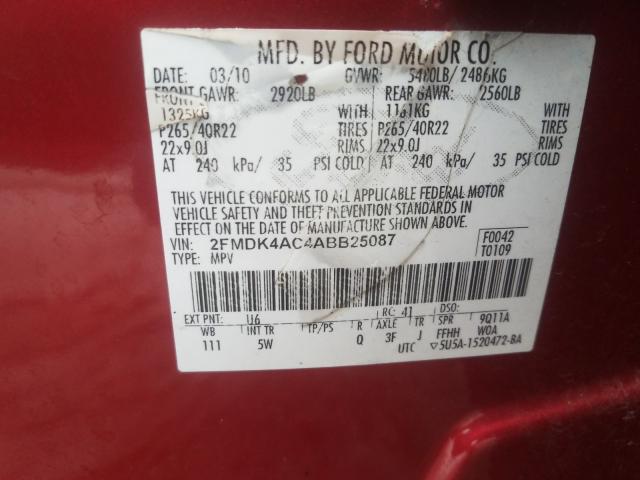 MFD. BY FORD MOTOR CO.
DATE: 03/10 GVWR: 5480LB/ 2486KG
FRONT GAWR: 2920LB REAR GAWR: 2560LB
1325KG WITH 1161KG WITH
P265/40R22 TIRES P265/40R22 TIRES
22x9.0J RIMS 22x9.0J RIMS
AT 240 kPa/ 35 PSI COLD AT 240 kPa/ 35 PSI COLD
THIS VEHICLE CONFORMS TO ALL APPLICABLE FEDERAL MOTOR
VEHICLE SAFETY AND THEFT PREVENTION STANDARDS IN
EFFECT ON THE DATE OF MANUFACTURE SHOWN ABOVE.
VIN: 2FMDK4AC4ABB25087 F0042
TYPE: MPV T0109
EXT PNT: U6 RC: 41 DSO:
WB INT TR TP/PS R AXLE TR SPR 9Q11A
111 5W Q 3F J FFHH WOA
UTC ▽5U5A-1520472-BA